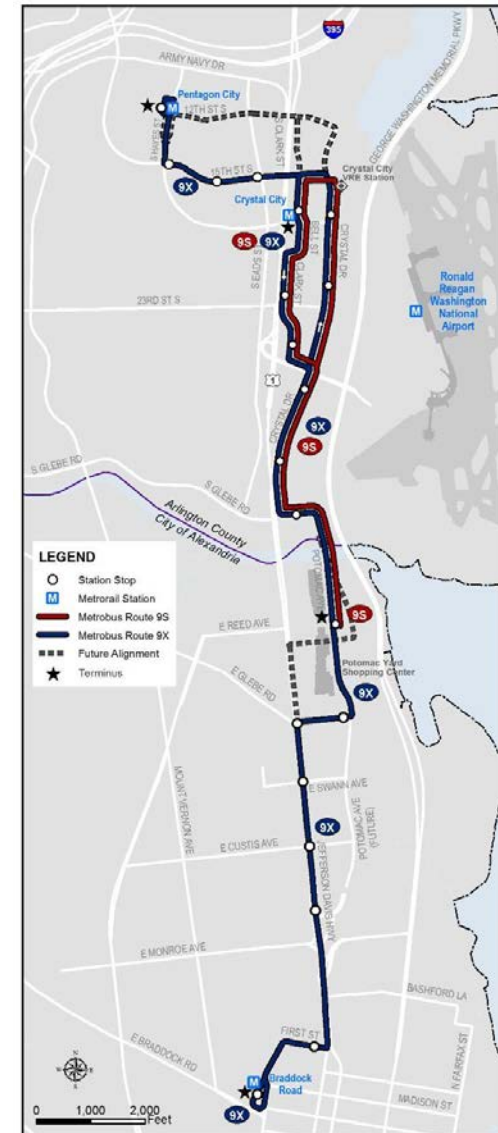 395
ARMY NAVY DR
GEORGE WASHINGTON MEMORIAL PKWY
Pentagon City
M
12TH ST S
S HAYES ST
S CLARK ST
15TH ST S
9X
Crystal City
VRE Station
Crystal City
M
9S
9X
BELL ST
CRYSTAL DR
CLARK ST
S EADS ST
23RD ST S
Ronald
Reagan
Washington
National
Airport
M
1
CRYSTAL DR
9X
9S
S GLEBE RD
S GLEBE RD
Arlington County
City of Alexandria
LEGEND
Station Stop
M
Metrorail Station
Metrobus Route 9S
Metrobus Route 9X
Future Alignment
Terminus
9S
E REED AVE
Potomac Yard
Shopping Center
E GLEBE RD
9X
MOUNT VERNON AVE
E SWANN AVE
POTOMAC AVE
(FUTURE)
9X
E CUSTIS AVE
JEFFERSON DAVIS HWY
E MONROE AVE
BASHFORD LA
FIRST ST
N FAIRFAX ST
E BRADDOCK RD
M
Braddock
Road
MADISON ST
9X
N
W
E
S
0
1,000
2,000
Feet